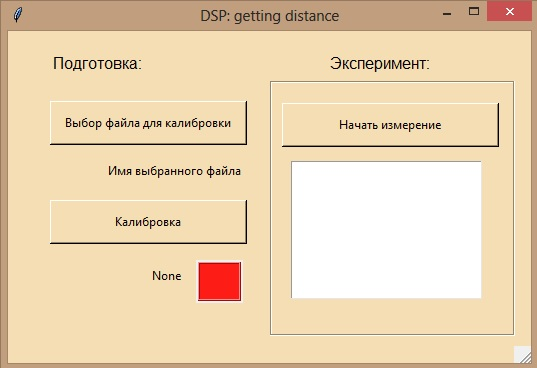 DSP: getting distance
Подготовка:
Выбор файла для калибровки
Имя выбранного файла
Калибровка
None
Эксперимент:
Начать измерение